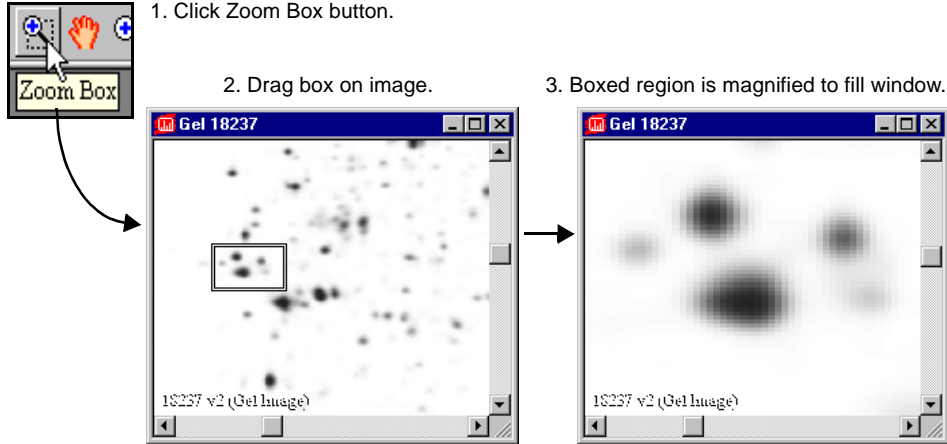 1. Click Zoom Box button.
Zoom Box
2. Drag box on image.
3. Boxed region is magnified to fill window.
Gel 18237
Gel 18237
18237 v2 (Gel Image)
18237 v2 (Gel Image)